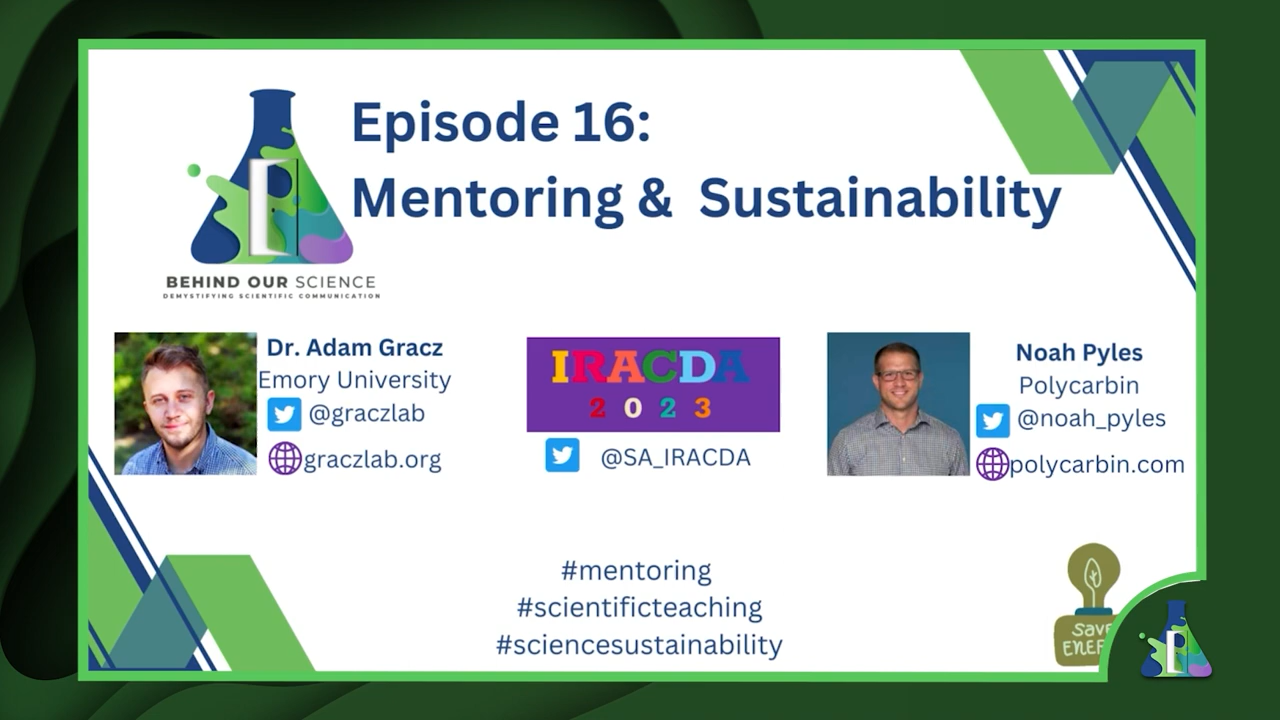 Episode 16:
Mentoring & Sustainability
BEHIND OUR SCIENCE
DEMYSTIFYING SCIENTIFIC COMMUNICATION
Dr. Adam Gracz
Emory University
@graczlab
graczlab.org
IRACDA
2023
@SA_IRACDA
Noah Pyles
Polycarbin
@noah_pyles
polycarbin.com
#mentoring
#scientificteaching
#sciencesustainability
save